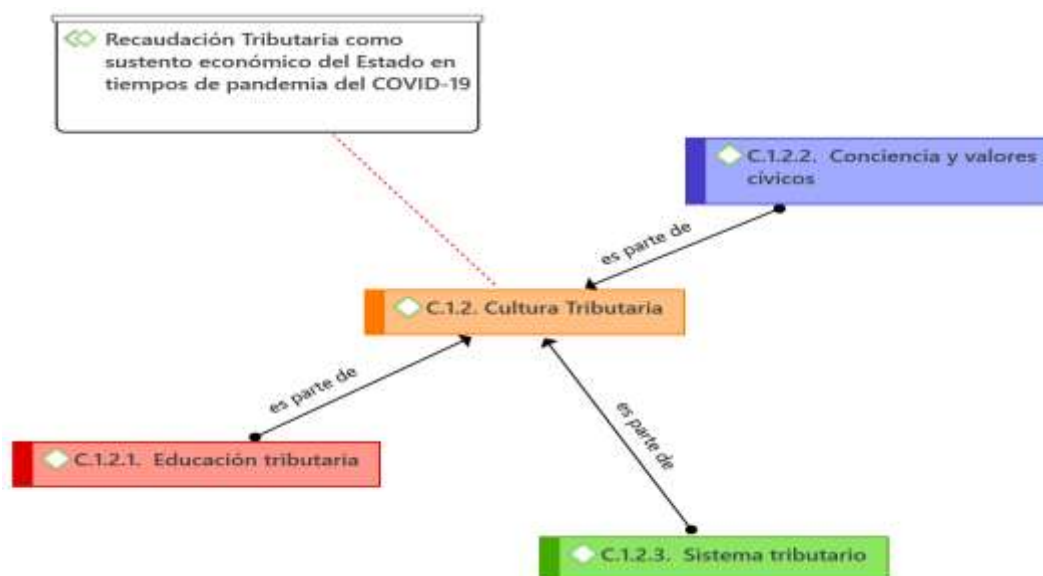 Recaudación Tributaria como
sustento económico del Estado en
tiempos de pandemia del COVID-19
C.1.2.2. Conciencia y valores
cívicos
es parte de
C.1.2. Cultura Tributaria
es parte de
es parte de
C.1.2.1. Educación tributaria
C.1.2.3. Sistema tributario